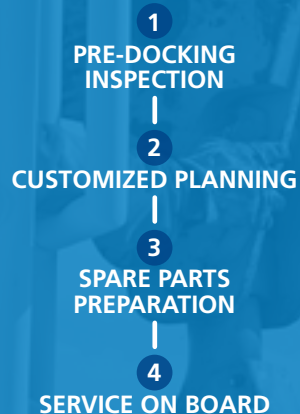 1
PRE-DOCKING
INSPECTION
2
CUSTOMIZED PLANNING
3
SPARE PARTS
PREPARATION
4
SERVICE ON BOARD